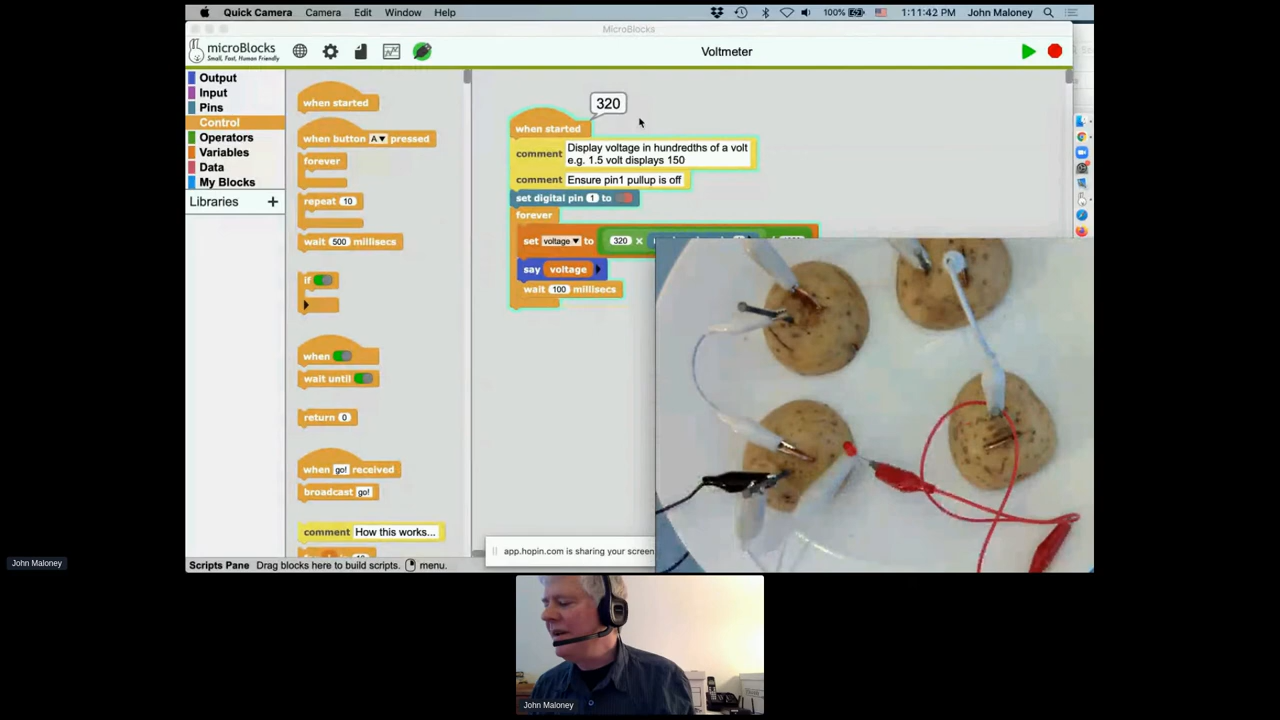 Quick Camera Camera Edit Window Help 100% 1:11:42 PM John Maloney
MicroBlocks
microBlocks
Small, Fast, Human Friendly
Voltmeter
Output
Input
Pins
Control
Operators
Variables
Data
My Blocks
Libraries +
when started
when button A pressed
forever
repeat 10
wait 500 millisecs
if
when
wait until
return 0
when go! received
broadcast go!
comment How this works...
320
when started
comment Display voltage in hundredths of a volt
e.g. 1.5 volt displays 150
comment Ensure pin1 pullup is off
set digital pin 1 to
forever
set voltage to 320 ×
say voltage
wait 100 millisecs
app.hopin.com is sharing your screen.
Scripts Pane Drag blocks here to build scripts. menu.
John Maloney
John Maloney